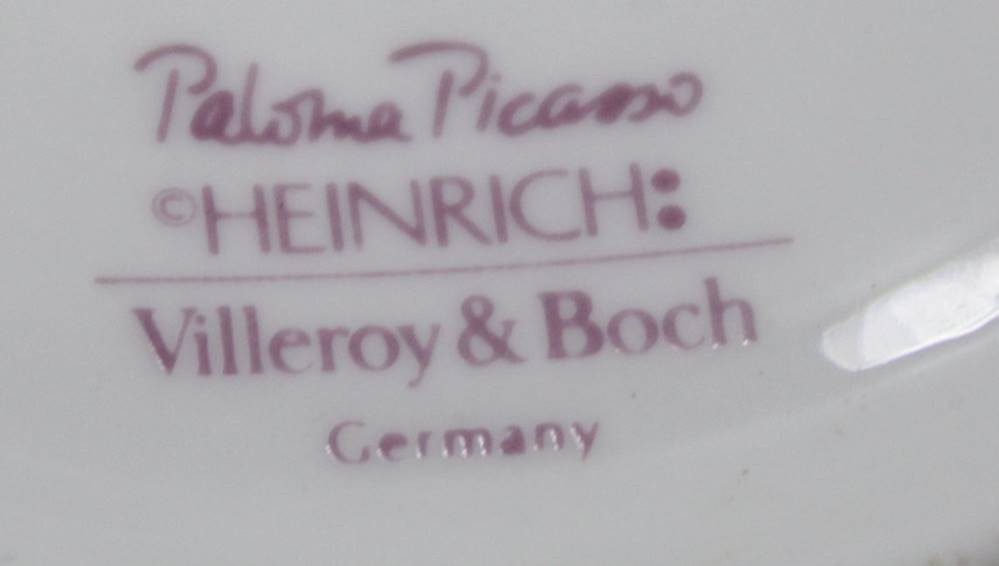 Paloma Picasso
©HEINRICH:
Villeroy & Boch
Germany